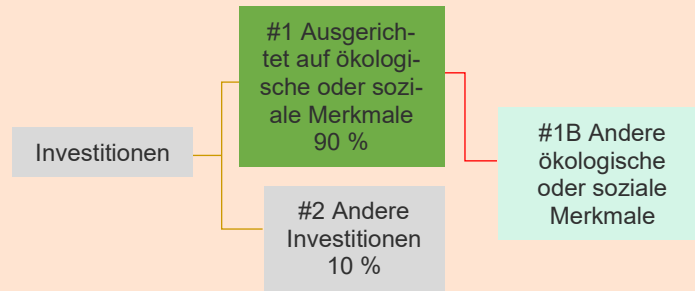 #1 Ausgerich-
tet auf ökologi-
sche oder sozi-
ale Merkmale
90 %
Investitionen
#1B Andere
ökologische
oder soziale
Merkmale
#2 Andere
Investitionen
10 %